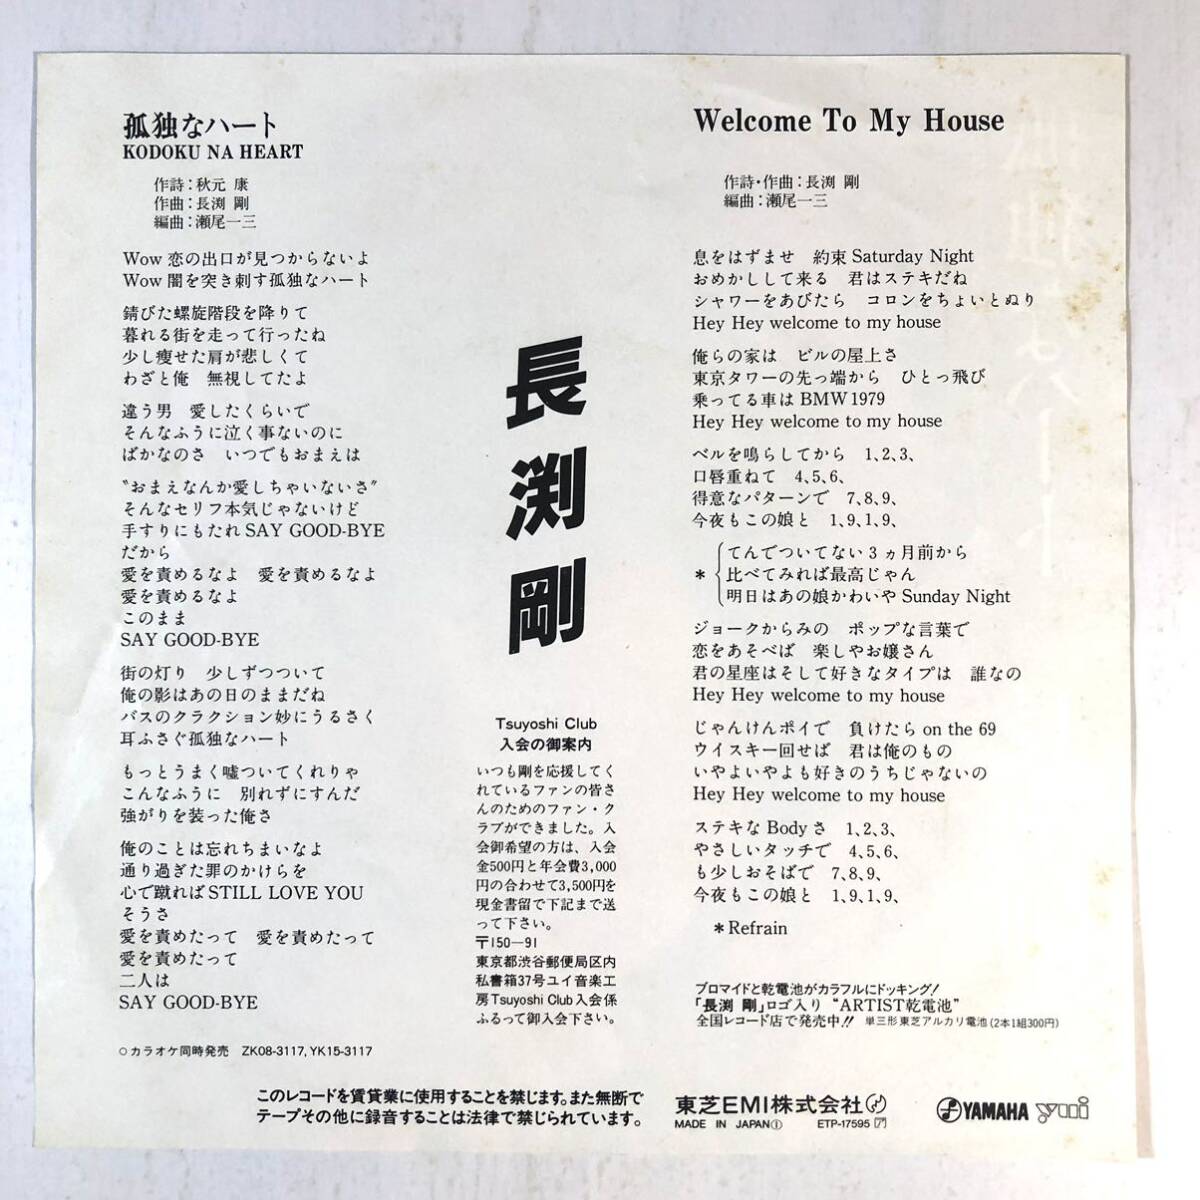 孤独なハート
KODOKU NA HEART
作詩：秋元 康
作曲：長渕 剛
編曲：瀬尾一三
Wow 恋の出口が見つからないよ
Wow 闇を突き刺す孤独なハート
錆びた螺旋階段を降りて
暮れる街を走って行ったね
少し痩せた肩が悲しくて
わざと俺　無視してたよ
違う男　愛したくらいで
そんなふうに泣く事ないのに
ばかなのさ　いつでもおまえは
〝おまえなんか愛しちゃいないさ〟
そんなセリフ本気じゃないけど
手すりにもたれ SAY GOOD-BYE
だから
愛を責めるなよ　愛を責めるなよ
愛を責めるなよ
このまま
SAY GOOD-BYE
街の灯り　少しずつついて
俺の影はあの日のままだね
バスのクラクション妙にうるさく
耳ふさぐ孤独なハート
もっとうまく嘘ついてくれりゃ
こんなふうに　別れずにすんだ
強がりを装った俺さ
俺のことは忘れちまいなよ
通り過ぎた罪のかけらを
心で蹴ればSTILL LOVE YOU
そうさ
愛を責めたって　愛を責めたって
愛を責めたって
二人は
SAY GOOD-BYE
○カラオケ同時発売　ZK08-3117, YK15-3117
長渕剛
Tsuyoshi Club
入会の御案内
いつも剛を応援してく
れているファンの皆さ
んのためのファン・ク
ラブができました。入
会御希望の方は、入会
金500円と年会費3,000
円の合わせて3,500円を
現金書留で下記まで送
って下さい。
〒150—91
東京都渋谷郵便局区内
私書箱37号ユイ音楽工
房Tsuyoshi Club入会係
ふるって御入会下さい。
Welcome To My House
作詩・作曲：長渕 剛
編曲：瀬尾一三
息をはずませ　約束 Saturday Night
おめかしして来る　君はステキだね
シャワーをあびたら　コロンをちょいとぬり
Hey Hey welcome to my house
俺らの家は　ビルの屋上さ
東京タワーの先っ端から　ひとっ飛び
乗ってる車は BMW 1979
Hey Hey welcome to my house
ベルを鳴らしてから　1、2、3、
口唇重ねて　4、5、6、
得意なパターンで　7、8、9、
今夜もこの娘と　1、9、1、9、
てんでついてない 3 ヵ月前から
＊ 比べてみれば最高じゃん
明日はあの娘かわいや Sunday Night
ジョークからみの　ポップな言葉で
恋をあそべば　楽しやお嬢さん
君の星座はそして好きなタイプは　誰なの
Hey Hey welcome to my house
じゃんけんポイで　負けたら on the 69
ウイスキー回せば　君は俺のもの
いやよいやよも好きのうちじゃないの
Hey Hey welcome to my house
ステキな Body さ　1、2、3、
やさしいタッチで　4、5、6、
も少しおそばで　7、8、9、
今夜もこの娘と　1、9、1、9、
＊Refrain
ブロマイドと乾電池がカラフルにドッキング！
「長渕 剛」ロゴ入り “ARTIST乾電池”
全国レコード店で発売中!!　単三形東芝アルカリ電池(2本1組300円)
このレコードを賃貸業に使用することを禁じます。また無断で
テープその他に録音することは法律で禁じられています。
東芝EMI株式会社
MADE IN JAPAN① ETP-17595 ㋐
YAMAHA yui